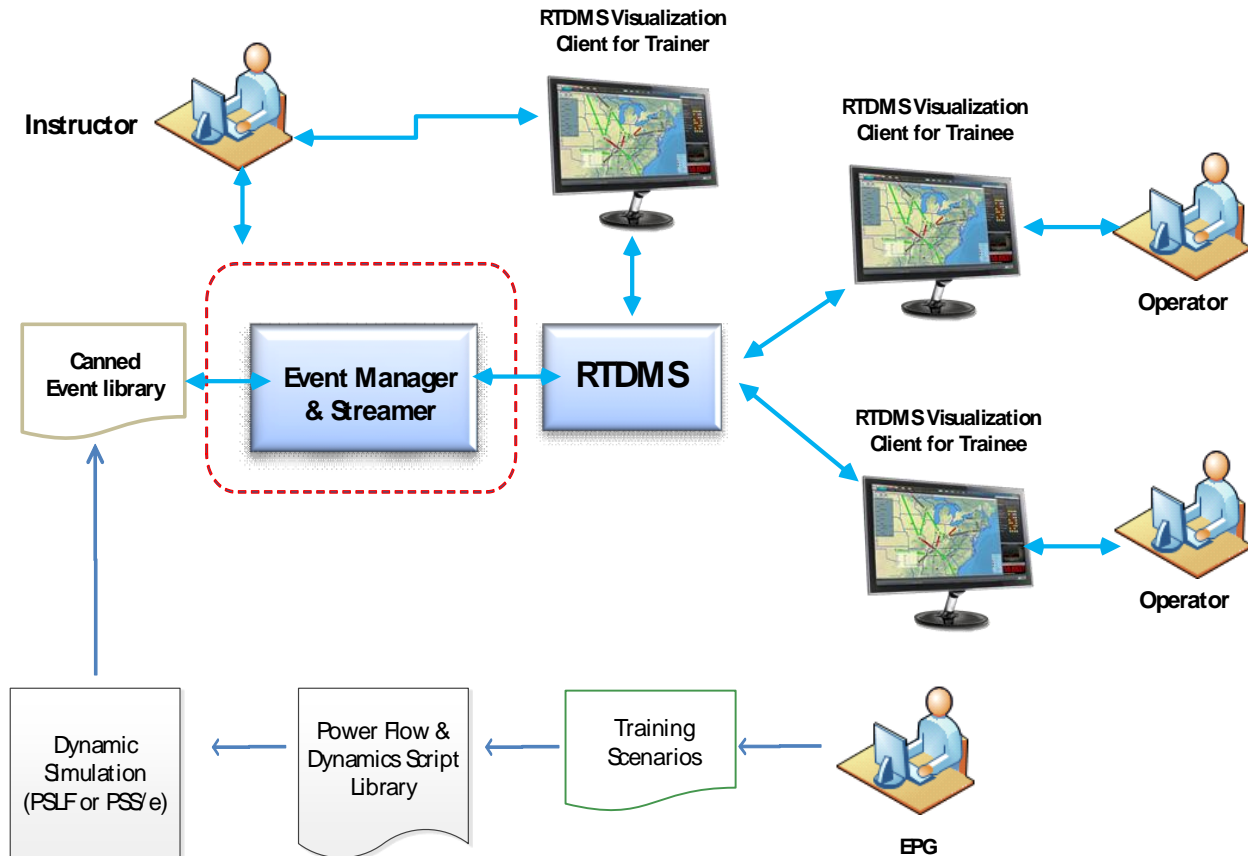 RTDMS Visualization
Client for Trainer
Instructor
RTDMS Visualization
Client for Trainee
Operator
Canned
Event library
Event Manager
& Streamer
RTDMS
RTDMS Visualization
Client for Trainee
Operator
Dynamic
Simulation
(PSLF or PSS/e)
Power Flow &
Dynamics Script
Library
Training
Scenarios
EPG